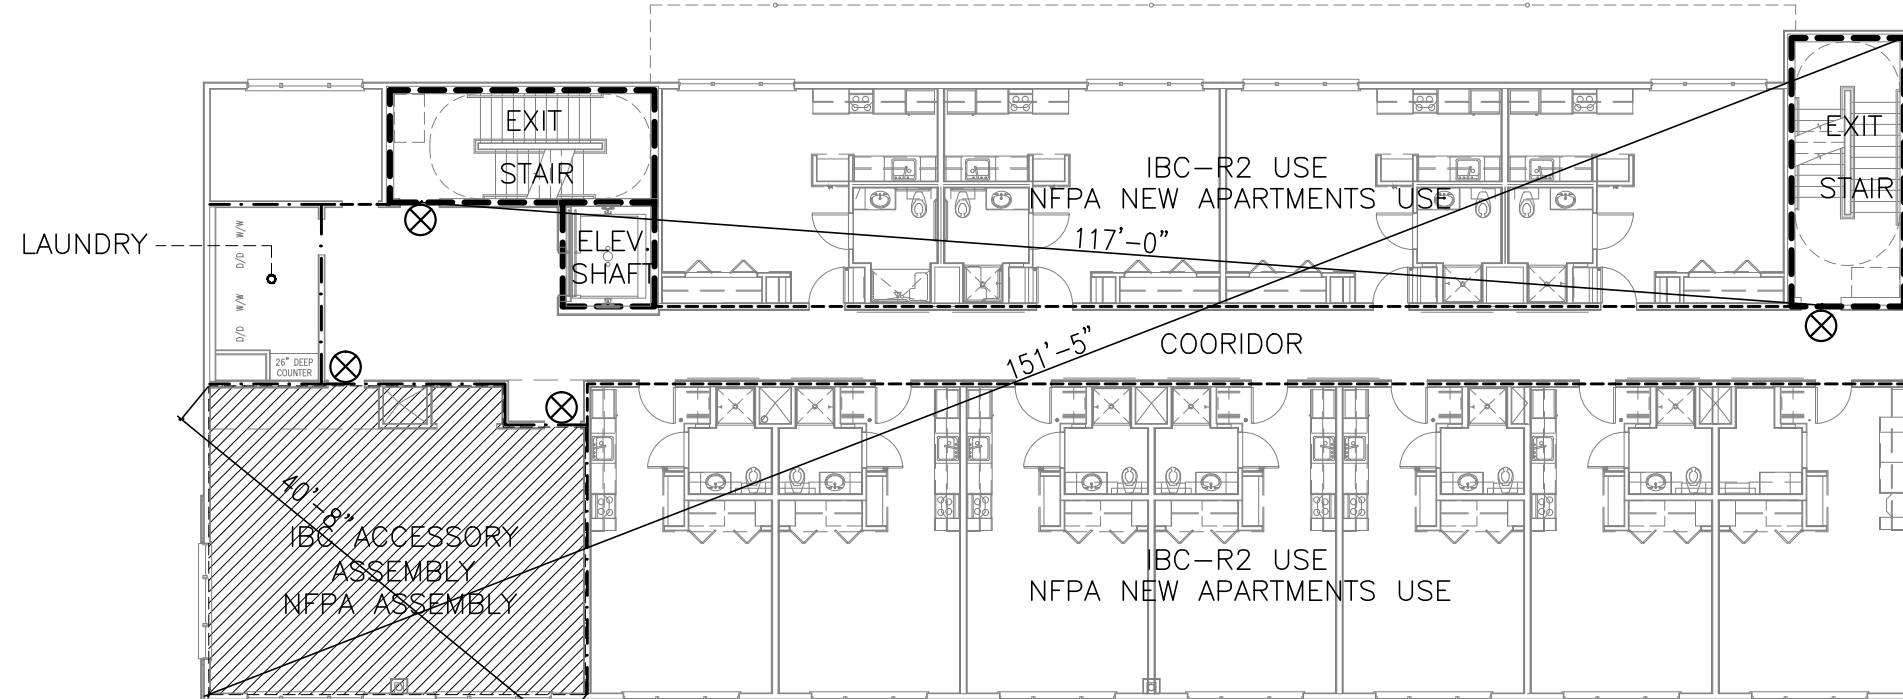 EXIT
STAIR
EXIT
STAIR
IBC-R2 USE
NFPA NEW APARTMENTS USE
LAUNDRY
D/D W/W
D/D W/W
ELEV.
SHAFT
117'-0"
COORIDOR
151'-5"
26" DEEP
COUNTER
40'-8"
IBC ACCESSORY
ASSEMBLY
NFPA ASSEMBLY
IBC-R2 USE
NFPA NEW APARTMENTS USE